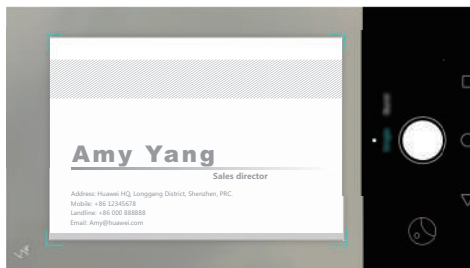 Amy Yang
Sales director
Address: Huawei HQ, Longgang District, Shenzhen, PRC.
Mobile: +86 12345678
Landline: +86 000 888888
Email: Amy@huawei.com